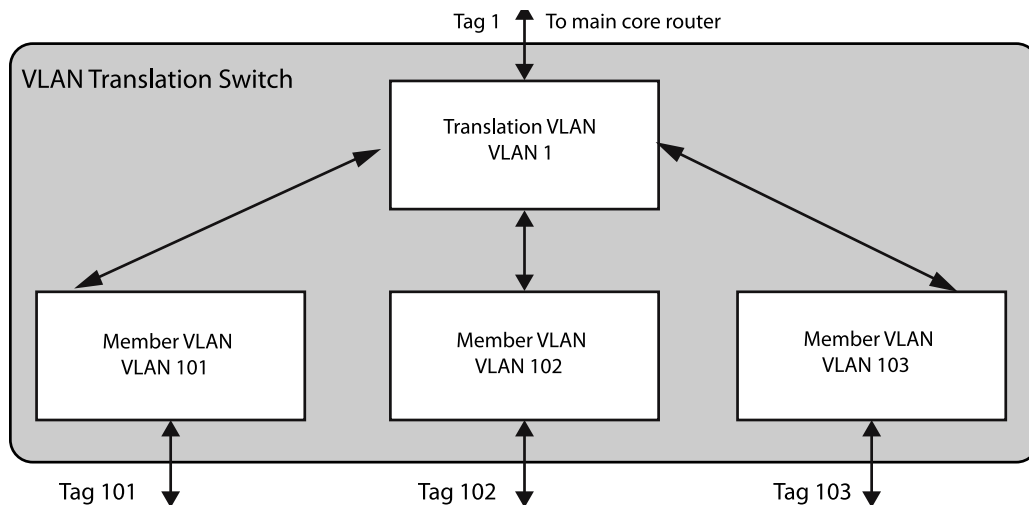 Tag 1 To main core router
VLAN Translation Switch
Translation VLAN
VLAN 1
Member VLAN
VLAN 101
Member VLAN
VLAN 102
Member VLAN
VLAN 103
Tag 101
Tag 102
Tag 103